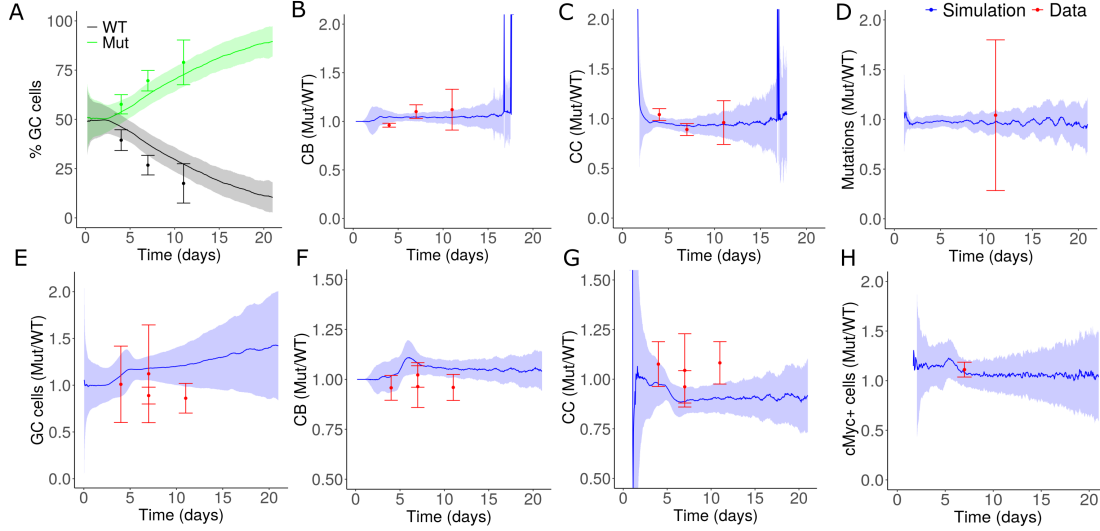 A
WT
Mut
% GC cells
100
75
50
25
0
0 5 10 15 20
Time (days)
B
CB (Mut/WT)
2.0
1.5
1.0
0.5
0.0
0 5 10 15 20
Time (days)
C
CC (Mut/WT)
2.0
1.5
1.0
0.5
0.0
0 5 10 15 20
Time (days)
D
Simulation Data
Mutations (Mut/WT)
2.0
1.5
1.0
0.5
0.0
0 5 10 15 20
Time (days)
E
GC cells (Mut/WT)
2.0
1.5
1.0
0.5
0.0
0 5 10 15 20
Time (days)
F
CB (Mut/WT)
1.50
1.25
1.00
0.75
0.50
0 5 10 15 20
Time (days)
G
CC (Mut/WT)
1.50
1.25
1.00
0.75
0.50
0 5 10 15 20
Time (days)
H
cMyc+ cells (Mut/WT)
2.0
1.5
1.0
0.5
0.0
0 5 10 15 20
Time (days)